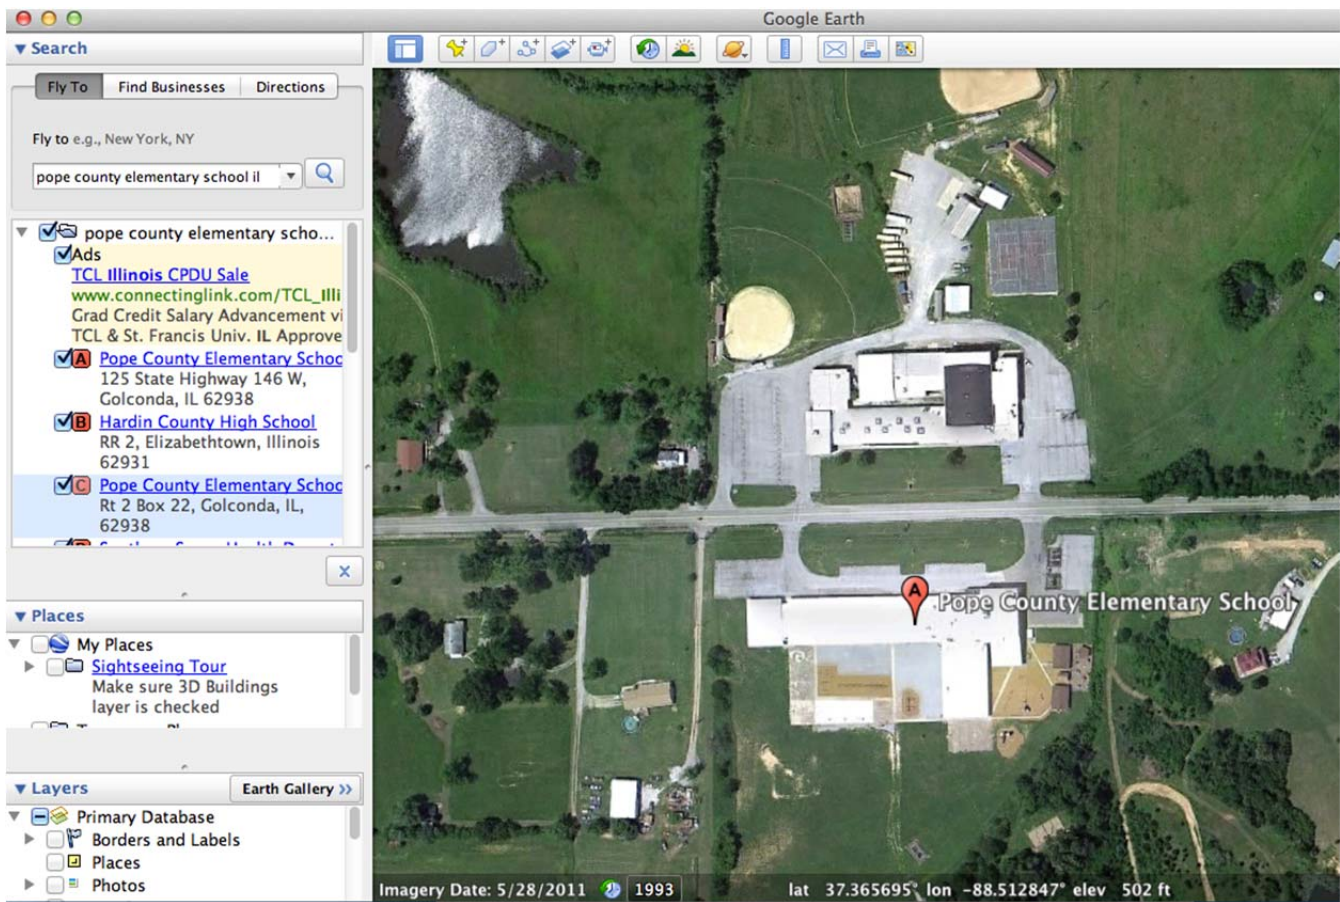 Google Earth
Search
Fly To
Find Businesses
Directions
Fly to e.g., New York, NY
pope county elementary school il
pope county elementary scho...
Ads
TCL Illinois CPDU Sale
www.connectinglink.com/TCL_Illi
Grad Credit Salary Advancement vi
TCL & St. Francis Univ. IL Approve
A Pope County Elementary Schoo
125 State Highway 146 W,
Golconda, IL 62938
B Hardin County High School
RR 2, Elizabethtown, Illinois
62931
C Pope County Elementary Schoo
Rt 2 Box 22, Golconda, IL,
62938
Places
My Places
Sightseeing Tour
Make sure 3D Buildings
layer is checked
Layers
Earth Gallery >>
Primary Database
Borders and Labels
Places
Photos
A
Pope County Elementary School
Imagery Date: 5/28/2011
1993
lat 37.365695° lon -88.512847° elev 502 ft